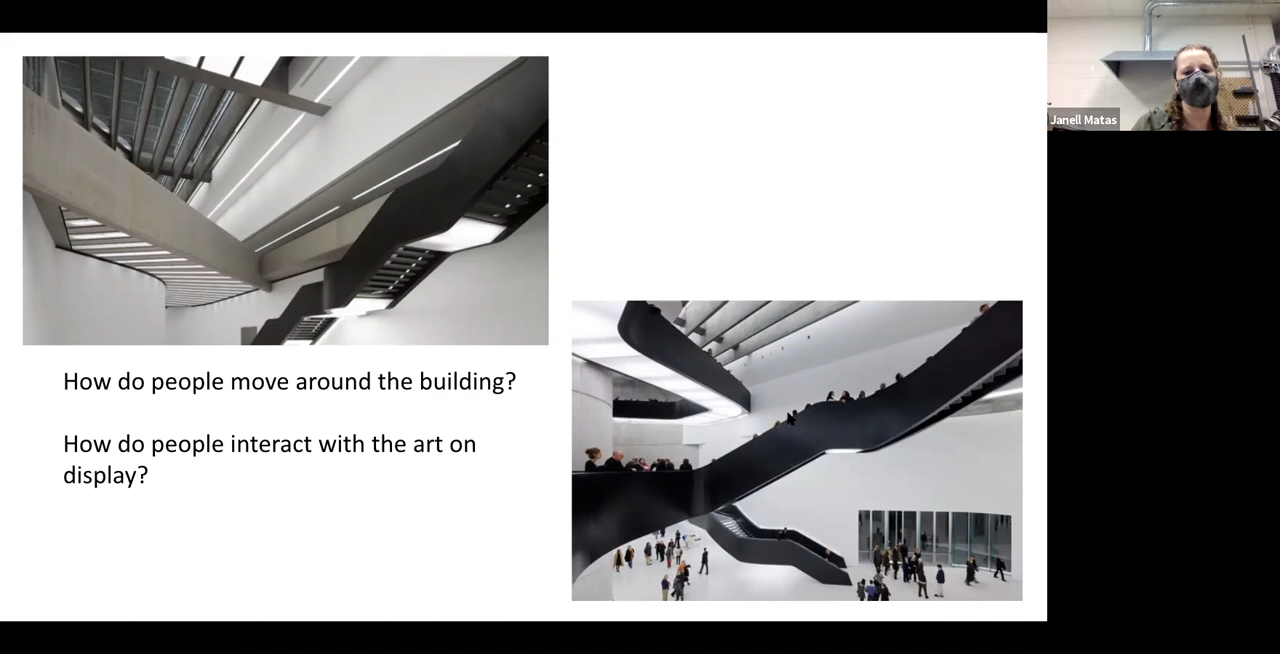 Janell Matas
How do people move around the building?
How do people interact with the art on
display?